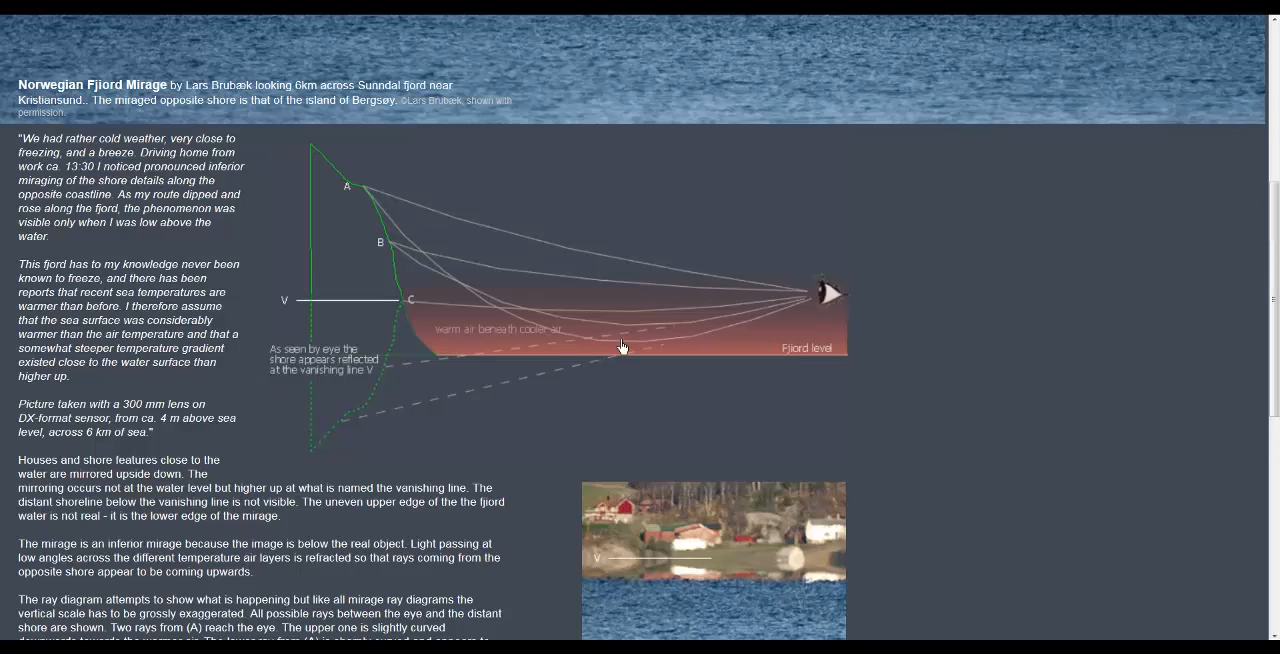 Norwegian Fjiord Mirage by Lars Brubæk looking 6km across Sunndal fjord near
Kristiansund.. The miraged opposite shore is that of the island of Bergsøy. ©Lars Brubæk, shown with
permission.
"We had rather cold weather, very close to
freezing, and a breeze. Driving home from
work ca. 13:30 I noticed pronounced inferior
miraging of the shore details along the
opposite coastline. As my route dipped and
rose along the fjord, the phenomenon was
visible only when I was low above the
water.
This fjord has to my knowledge never been
known to freeze, and there has been
reports that recent sea temperatures are
warmer than before. I therefore assume
that the sea surface was considerably
warmer than the air temperature and that a
somewhat steeper temperature gradient
existed close to the water surface than
higher up.
Picture taken with a 300 mm lens on
DX-format sensor, from ca. 4 m above sea
level, across 6 km of sea."
A
B
V
C
warm air beneath cooler air
Fjiord level
As seen by eye the
shore appears reflected
at the vanishing line V
Houses and shore features close to the
water are mirrored upside down. The
mirroring occurs not at the water level but higher up at what is named the vanishing line. The
distant shoreline below the vanishing line is not visible. The uneven upper edge of the the fjord
water is not real - it is the lower edge of the mirage.
The mirage is an inferior mirage because the image is below the real object. Light passing at
low angles across the different temperature air layers is refracted so that rays coming from the
opposite shore appear to be coming upwards.
The ray diagram attempts to show what is happening but like all mirage ray diagrams the
vertical scale has to be grossly exaggerated. All possible rays between the eye and the distant
shore are shown. Two rays from (A) reach the eye. The upper one is slightly curved
V